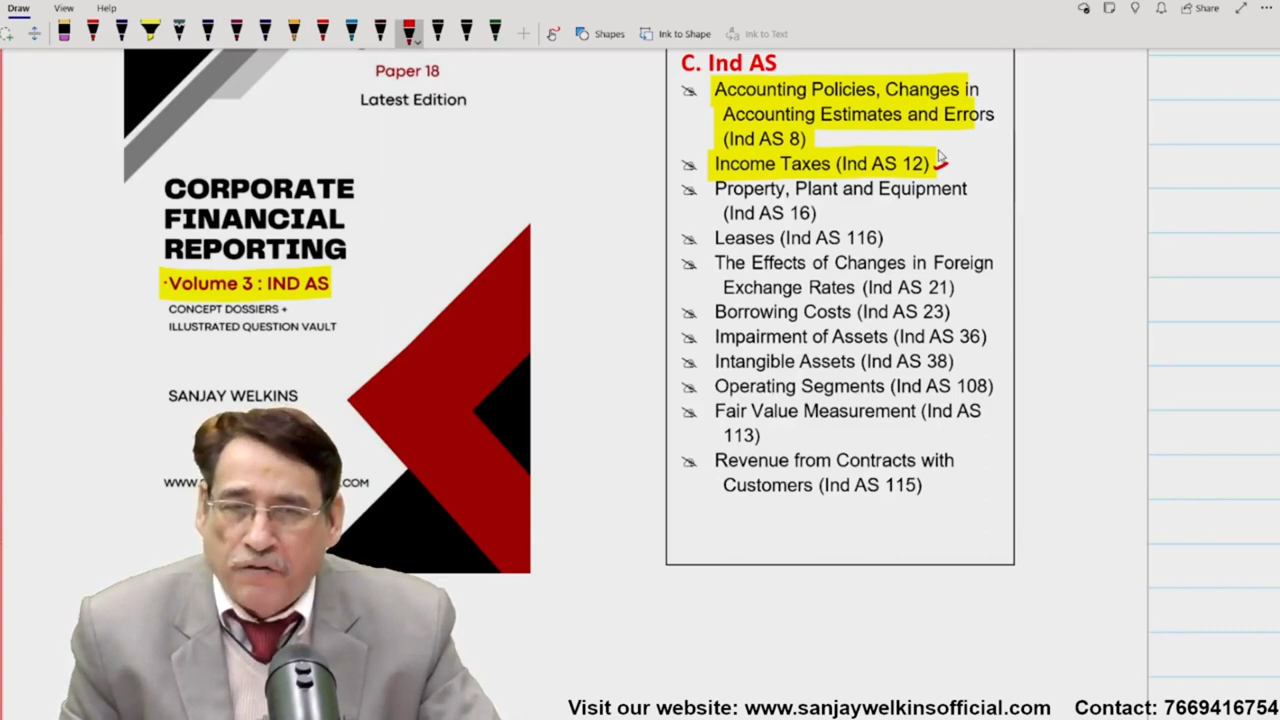 Draw View Help
Share
Shapes Ink to Shape Ink to Text
Paper 18
Latest Edition
CORPORATE
FINANCIAL
REPORTING
Volume 3 : IND AS
CONCEPT DOSSIERS +
ILLUSTRATED QUESTION VAULT
SANJAY WELKINS
C. Ind AS
Accounting Policies, Changes in
Accounting Estimates and Errors
(Ind AS 8)
Income Taxes (Ind AS 12)
Property, Plant and Equipment
(Ind AS 16)
Leases (Ind AS 116)
The Effects of Changes in Foreign
Exchange Rates (Ind AS 21)
Borrowing Costs (Ind AS 23)
Impairment of Assets (Ind AS 36)
Intangible Assets (Ind AS 38)
Operating Segments (Ind AS 108)
Fair Value Measurement (Ind AS
113)
Revenue from Contracts with
Customers (Ind AS 115)
Visit our website: www.sanjaywelkinsofficial.com Contact: 7669416754